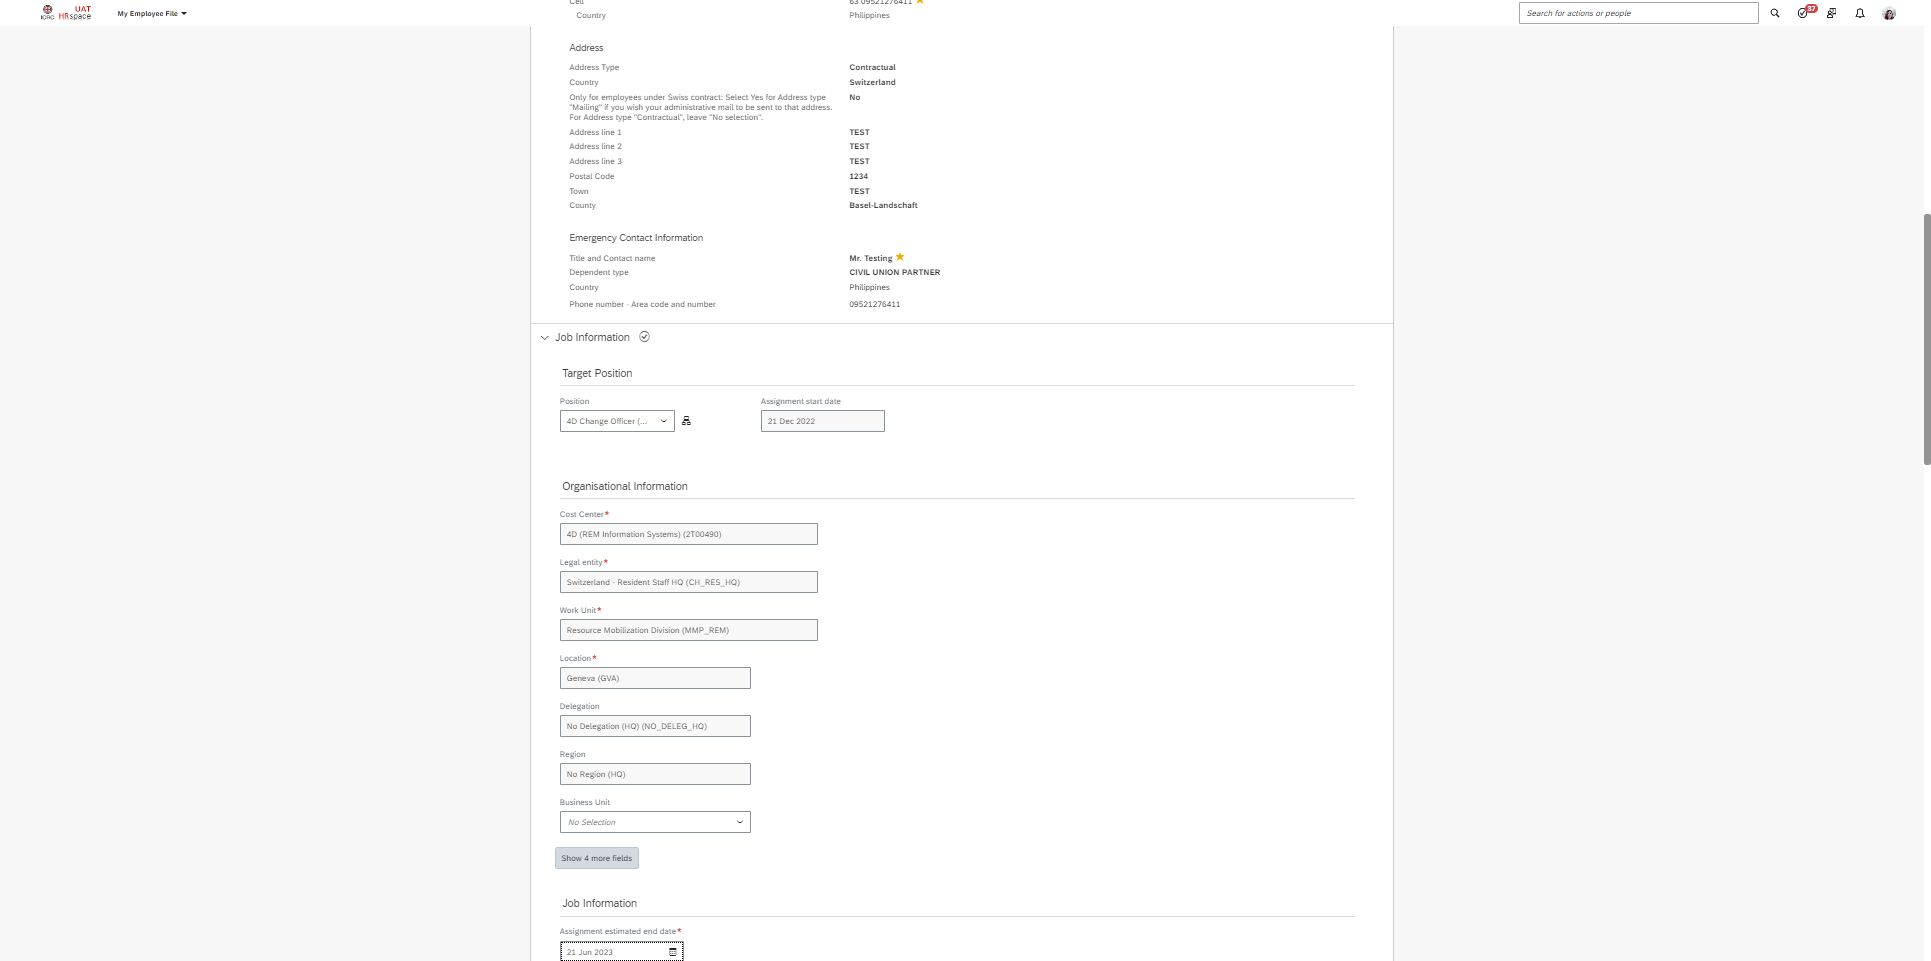 ICRC
UAT
HRspace
My Employee File
Search for actions or people
37
Cell
63 09521276411
Country
Philippines
Address
Address Type
Contractual
Country
Switzerland
Only for employees under Swiss contract: Select Yes for Address type
"Mailing" if you wish your administrative mail to be sent to that address.
For Address type "Contractual", leave "No selection".
No
Address line 1
TEST
Address line 2
TEST
Address line 3
TEST
Postal Code
1234
Town
TEST
County
Basel-Landschaft
Emergency Contact Information
Title and Contact name
Mr. Testing
Dependent type
CIVIL UNION PARTNER
Country
Philippines
Phone number - Area code and number
09521276411
Job Information
Target Position
Position
Assignment start date
4D Change Officer (...
21 Dec 2022
Organisational Information
Cost Center*
4D (REM Information Systems) (2T00490)
Legal entity*
Switzerland - Resident Staff HQ (CH_RES_HQ)
Work Unit*
Resource Mobilization Division (MMP_REM)
Location*
Geneva (GVA)
Delegation
No Delegation (HQ) (NO_DELEG_HQ)
Region
No Region (HQ)
Business Unit
No Selection
Show 4 more fields
Job Information
Assignment estimated end date*
21 Jun 2023